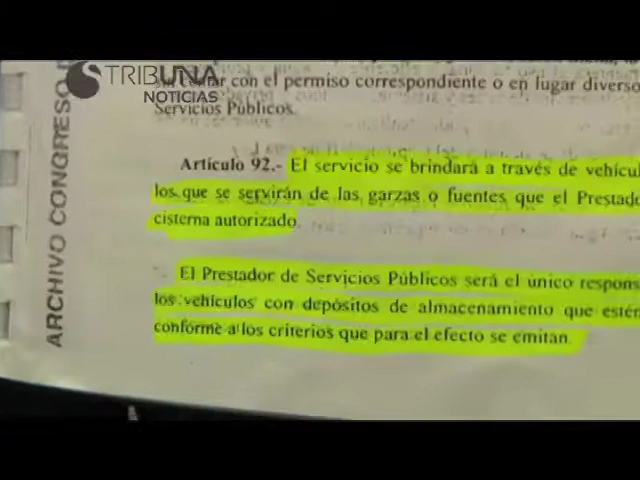 TRIBUNA
NOTICIAS
ARCHIVO CONGRESO
con el permiso correspondiente o en lugar diverso
Servicios Públicos.
Artículo 92.- El servicio se brindará a través de vehícul
los que se servirán de las garzas o fuentes que el Prestado
cisterna autorizado.
El Prestador de Servicios Públicos será el único respons
los vehículos con depósitos de almacenamiento que estén
conforme a los criterios que para el efecto se emitan.